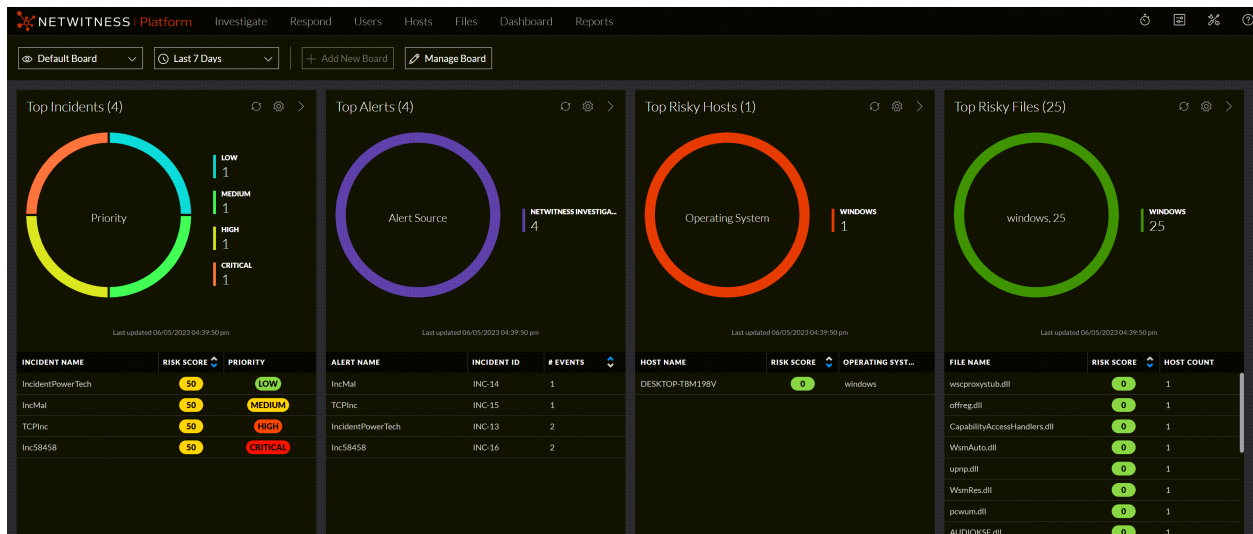 NETWITNESS Platform Investigate Respond Users Hosts Files Dashboard Reports
Default Board Last 7 Days + Add New Board Manage Board
Top Incidents (4)
Priority
LOW
1
MEDIUM
1
HIGH
1
CRITICAL
1
Last updated 06/05/2023 04:39:50 pm
INCIDENT NAME RISK SCORE PRIORITY
IncidentPowerTech 50 LOW
IncMal 50 MEDIUM
TCPInc 50 HIGH
Inc58458 50 CRITICAL
Top Alerts (4)
Alert Source
NETWITNESS INVESTIGA...
4
Last updated 06/05/2023 04:39:50 pm
ALERT NAME INCIDENT ID # EVENTS
IncMal INC-14 1
TCPInc INC-15 1
IncidentPowerTech INC-13 2
Inc58458 INC-16 2
Top Risky Hosts (1)
Operating System
WINDOWS
1
Last updated 06/05/2023 04:39:50 pm
HOST NAME RISK SCORE OPERATING SYST...
DESKTOP-T8M198V 0 windows
Top Risky Files (25)
windows, 25
WINDOWS
25
Last updated 06/05/2023 04:39:50 pm
FILE NAME RISK SCORE HOST COUNT
wscproxystub.dll 0 1
offreg.dll 0 1
CapabilityAccessHandlers.dll 0 1
WsmAuto.dll 0 1
upnp.dll 0 1
WsmRes.dll 0 1
pcwum.dll 0 1
AUDIOKSE.dll 0 1